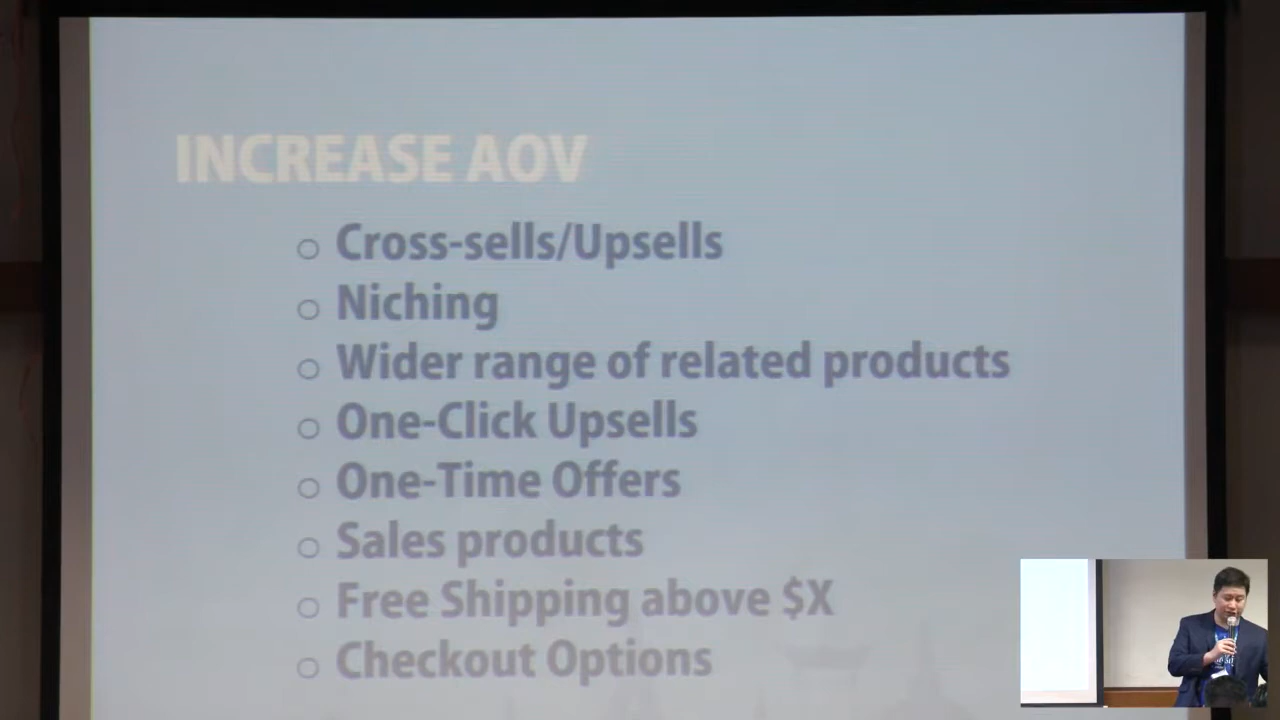 INCREASE AOV
Cross-sells/Upsells
Niching
Wider range of related products
One-Click Upsells
One-Time Offers
Sales products
Free Shipping above $X
Checkout Options